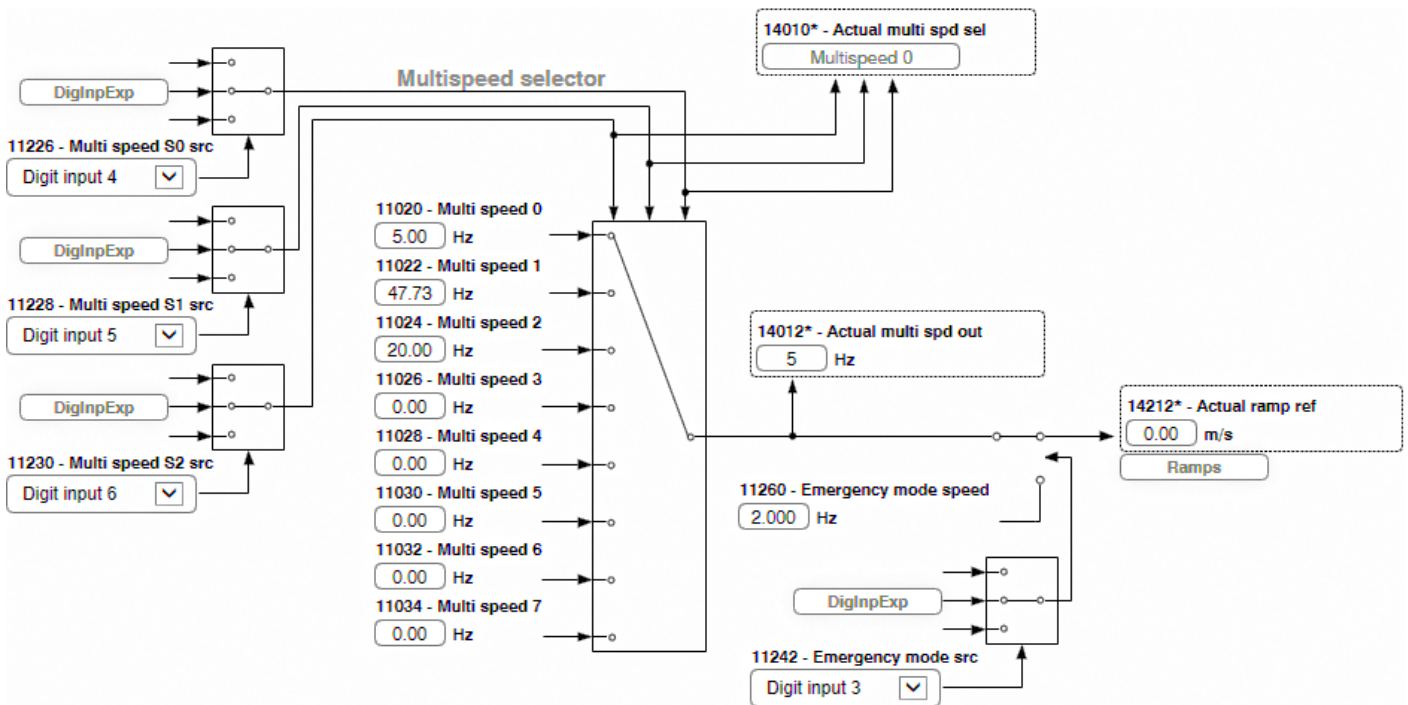 14010* - Actual multi spd sel
Multispeed 0
Multispeed selector
DigInpExp
11226 - Multi speed S0 src
Digit input 4
DigInpExp
11228 - Multi speed S1 src
Digit input 5
DigInpExp
11230 - Multi speed S2 src
Digit input 6
11020 - Multi speed 0
5.00 Hz
11022 - Multi speed 1
47.73 Hz
11024 - Multi speed 2
20.00 Hz
11026 - Multi speed 3
0.00 Hz
11028 - Multi speed 4
0.00 Hz
11030 - Multi speed 5
0.00 Hz
11032 - Multi speed 6
0.00 Hz
11034 - Multi speed 7
0.00 Hz
14012* - Actual multi spd out
5 Hz
14212* - Actual ramp ref
0.00 m/s
Ramps
11260 - Emergency mode speed
2.000 Hz
DigInpExp
11242 - Emergency mode src
Digit input 3